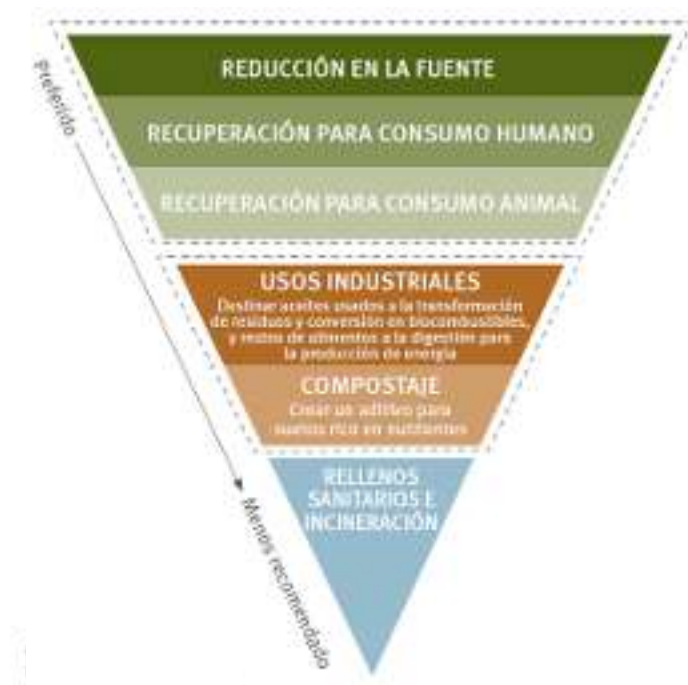 Preferido
REDUCCIÓN EN LA FUENTE
RECUPERACIÓN PARA CONSUMO HUMANO
RECUPERACIÓN PARA CONSUMO ANIMAL
USOS INDUSTRIALES
Destinar aceites usados a la transformación
de residuos y conversión en biocombustibles,
y restos de alimentos a la digestión para
la producción de energía
COMPOSTAJE
Crear un aditivo para
suelos rico en nutrientes
RELLENOS
SANITARIOS E
INCINERACIÓN
Menos recomendado